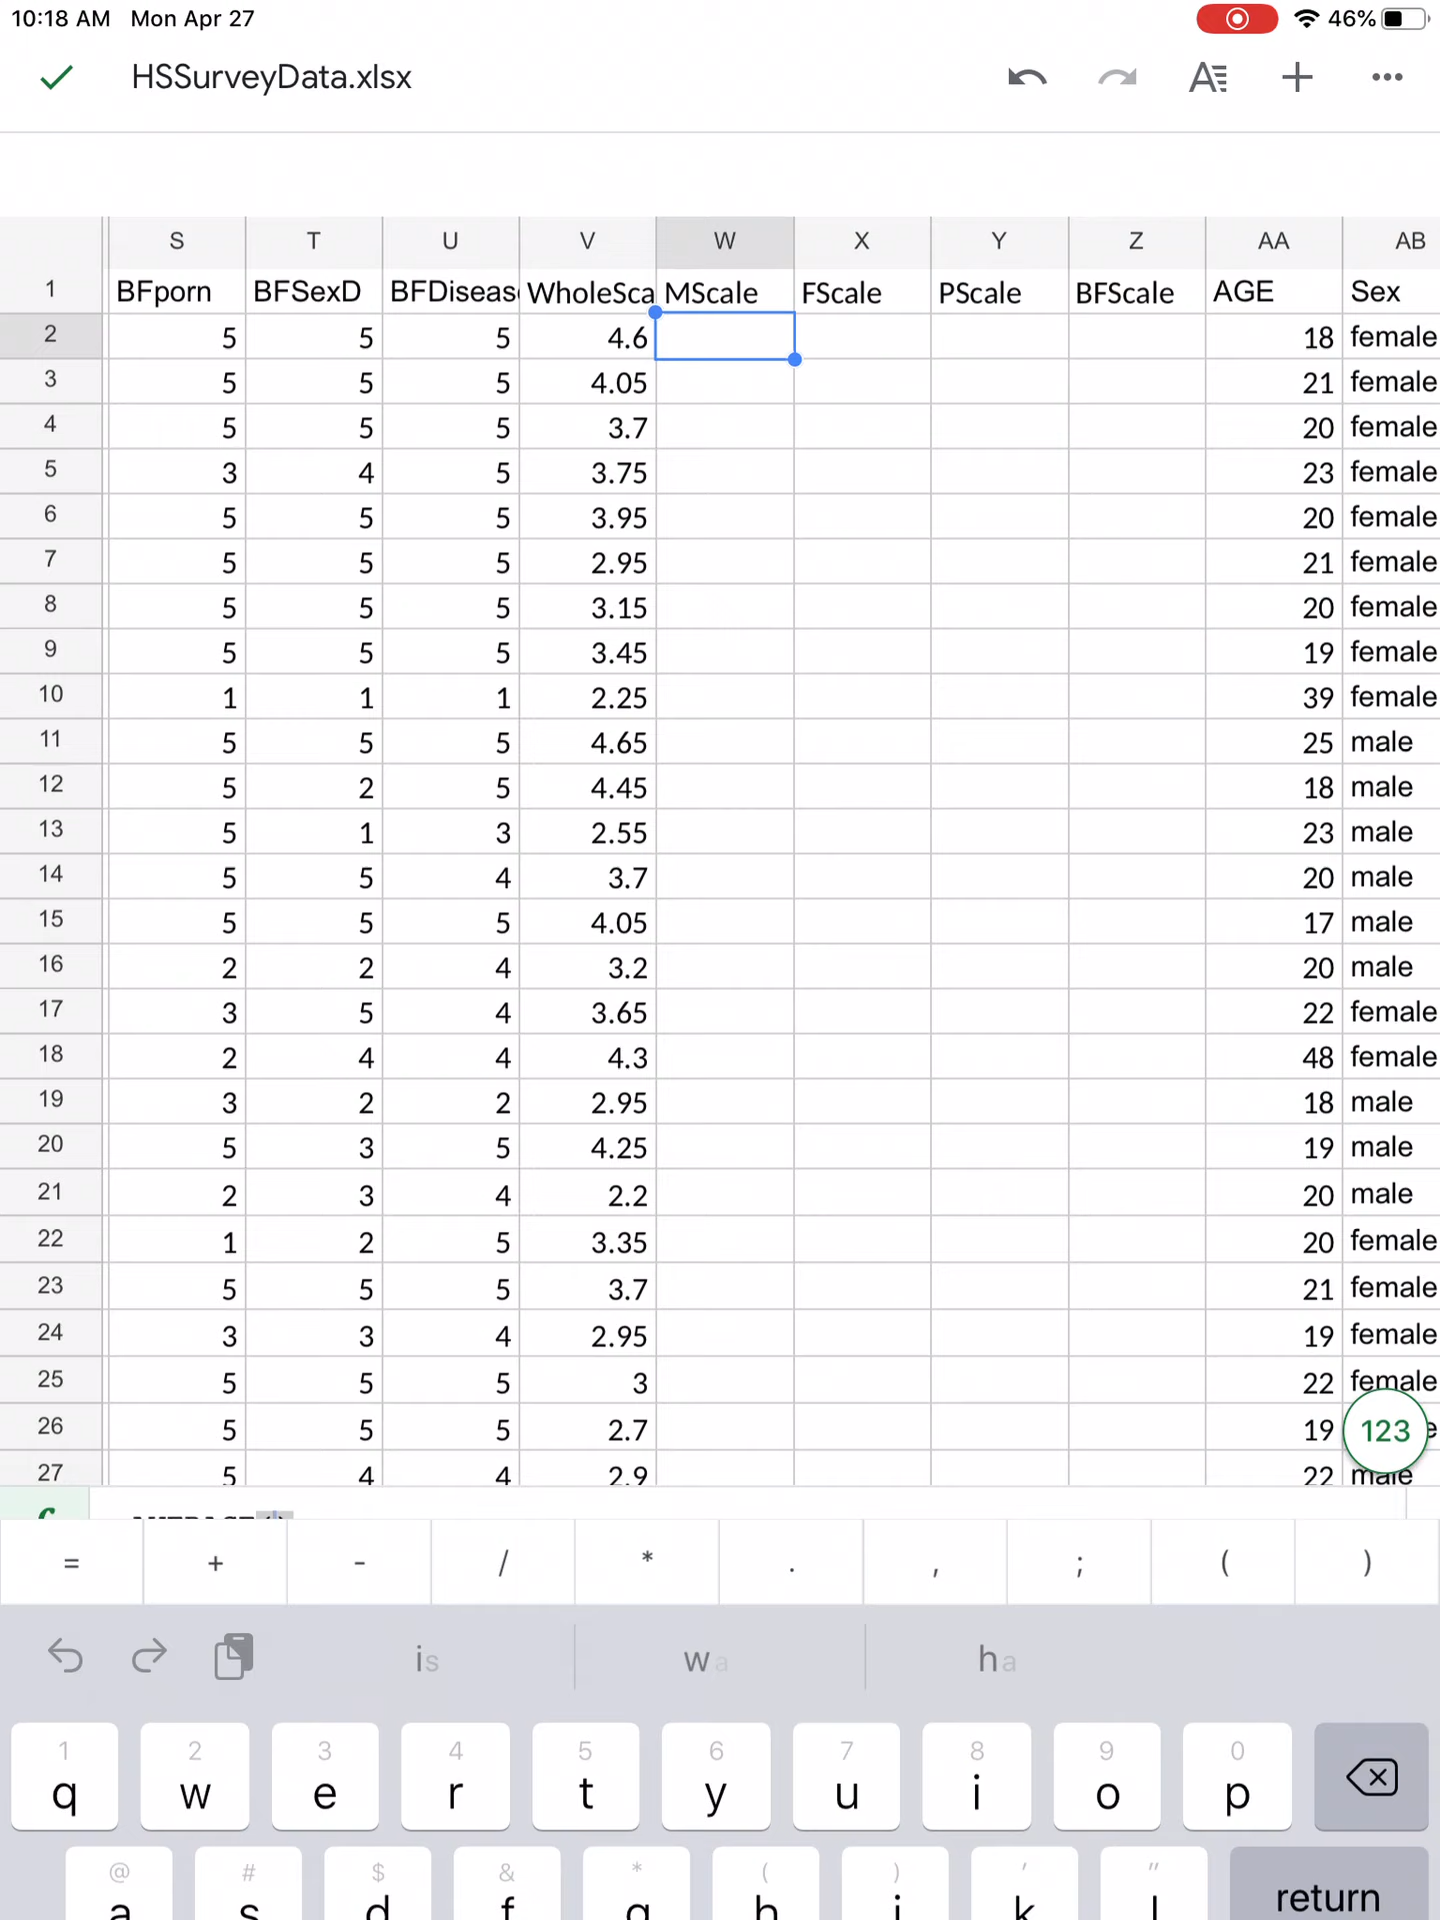 10:18 AM Mon Apr 27 46%
HSSurveyData.xlsx
S T U V W X Y Z AA AB
1 BFporn BFSexD BFDiseas WholeSca MScale FScale PScale BFScale AGE Sex
2 5 5 5 4.6 18 female
3 5 5 5 4.05 21 female
4 5 5 5 3.7 20 female
5 3 4 5 3.75 23 female
6 5 5 5 3.95 20 female
7 5 5 5 2.95 21 female
8 5 5 5 3.15 20 female
9 5 5 5 3.45 19 female
10 1 1 1 2.25 39 female
11 5 5 5 4.65 25 male
12 5 2 5 4.45 18 male
13 5 1 3 2.55 23 male
14 5 5 4 3.7 20 male
15 5 5 5 4.05 17 male
16 2 2 4 3.2 20 male
17 3 5 4 3.65 22 female
18 2 4 4 4.3 48 female
19 3 2 2 2.95 18 male
20 5 3 5 4.25 19 male
21 2 3 4 2.2 20 male
22 1 2 5 3.35 20 female
23 5 5 5 3.7 21 female
24 3 3 4 2.95 19 female
25 5 5 5 3 22 female
26 5 5 5 2.7 19 123
27 5 4 4 2.9 22 male
= + - / * . , ; ( )
is wa ha
1 2 3 4 5 6 7 8 9 0
q w e r t y u i o p
@ # $ & * ( ) ' "
a s d f g h j k l return